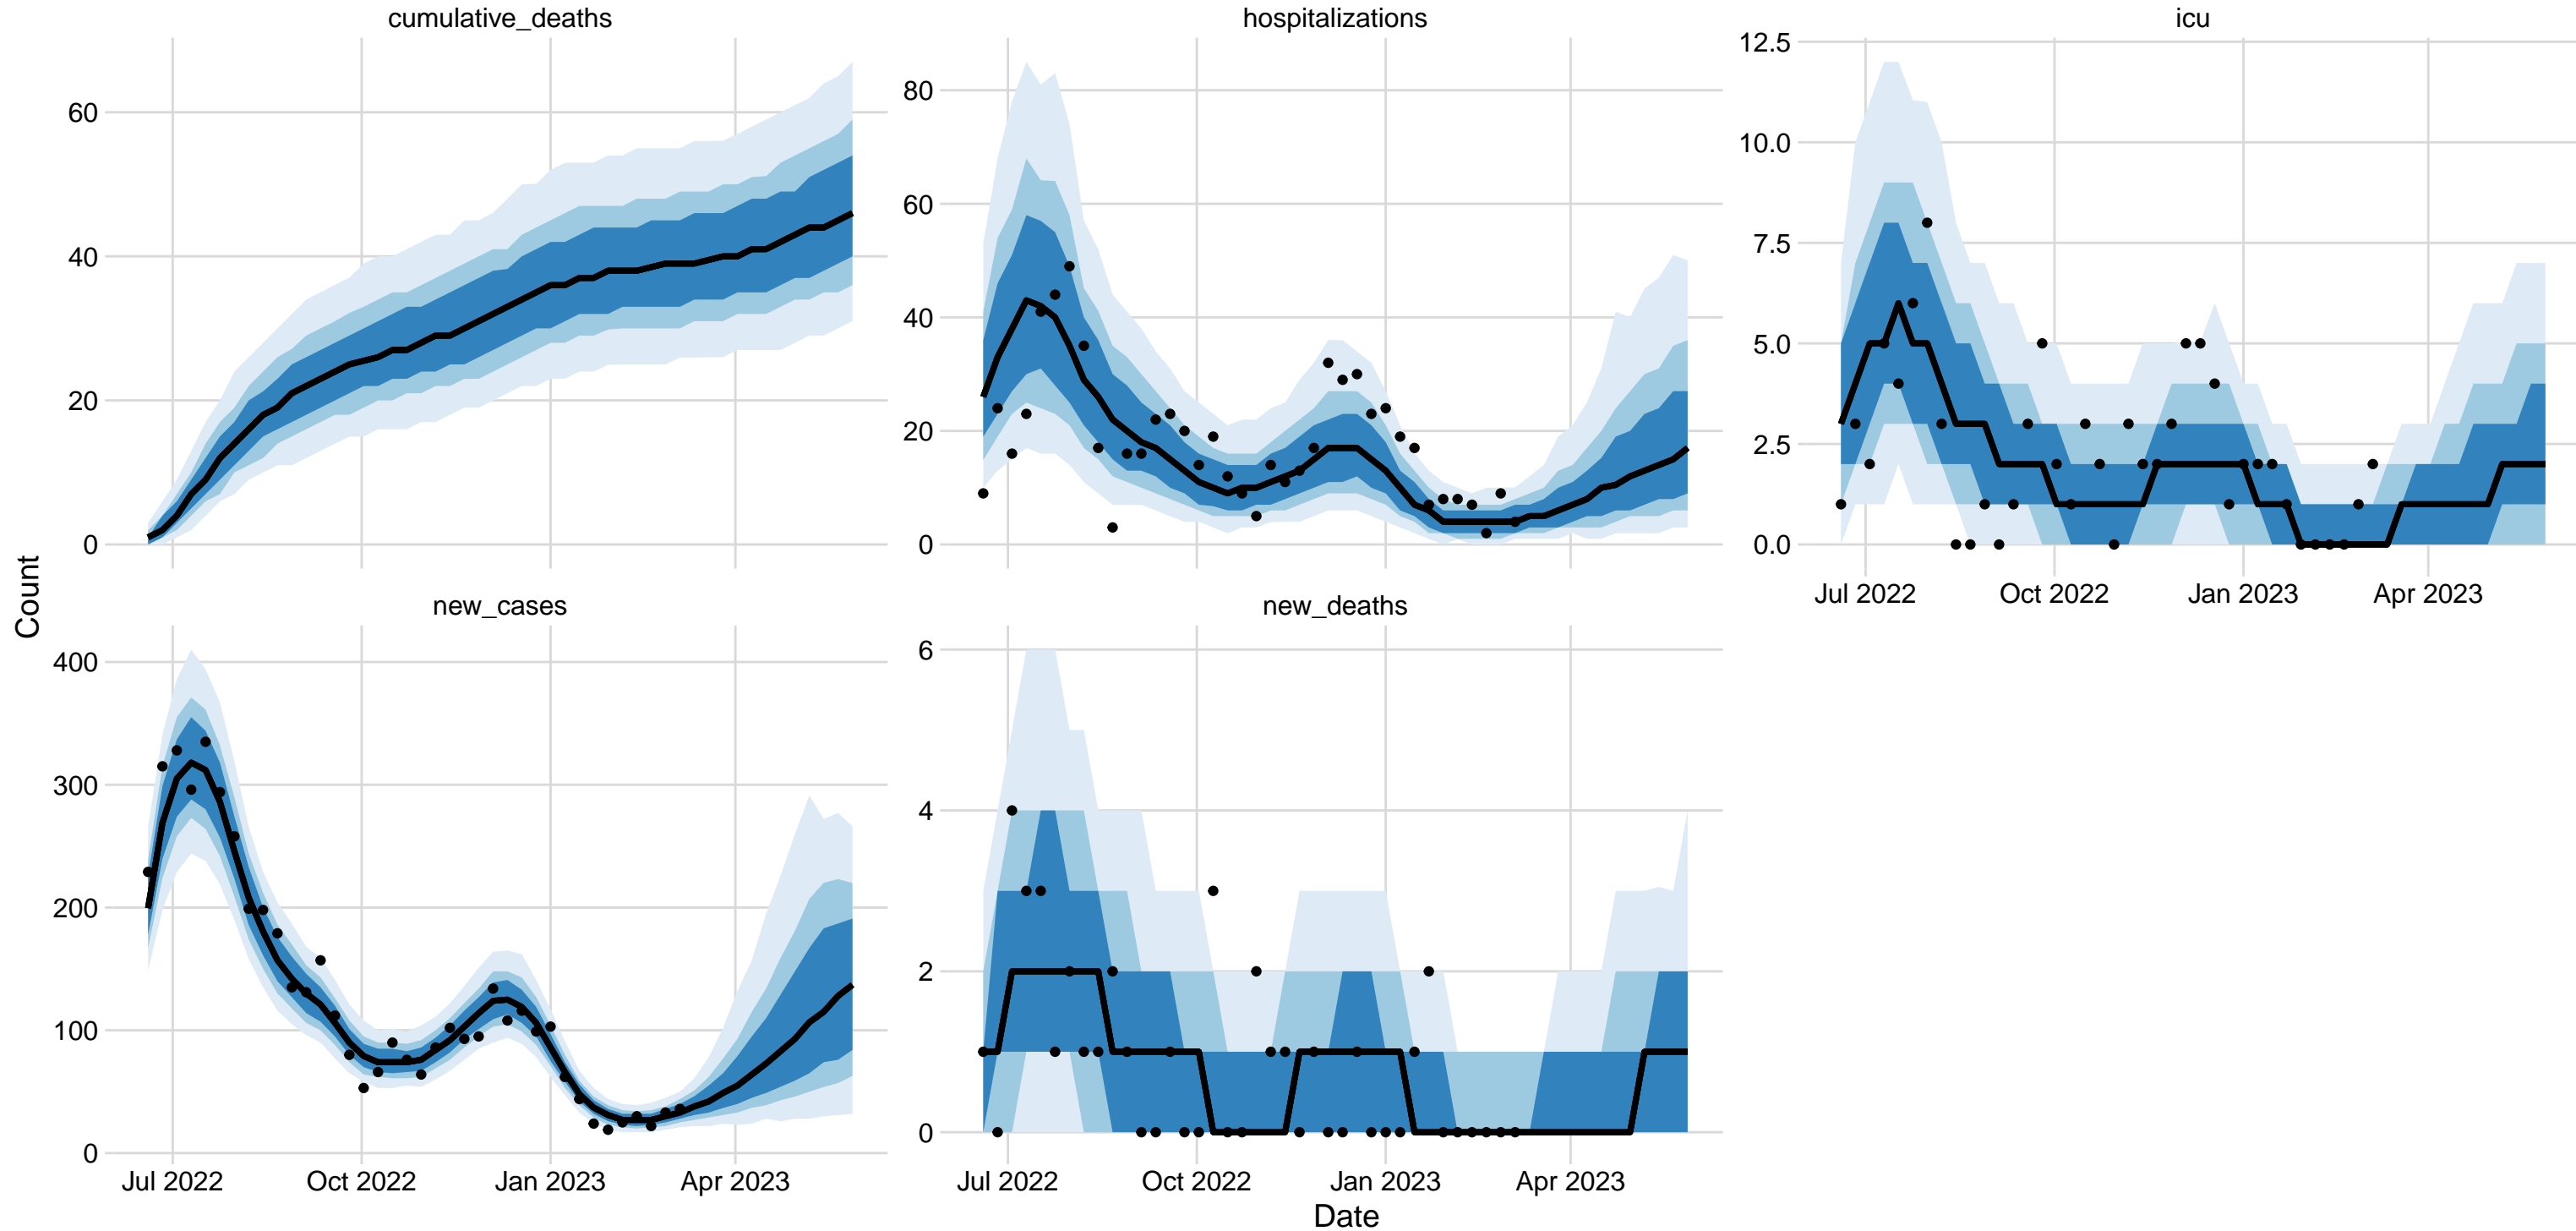 cumulative_deaths
hospitalizations
icu
60
40
20
0
80
60
40
20
0
12.5
10.0
7.5
5.0
2.5
0.0
Jul 2022 Oct 2022 Jan 2023 Apr 2023
Count
new_cases
new_deaths
400
300
200
100
0
6
4
2
0
Jul 2022 Oct 2022 Jan 2023 Apr 2023
Jul 2022 Oct 2022 Jan 2023 Apr 2023
Date